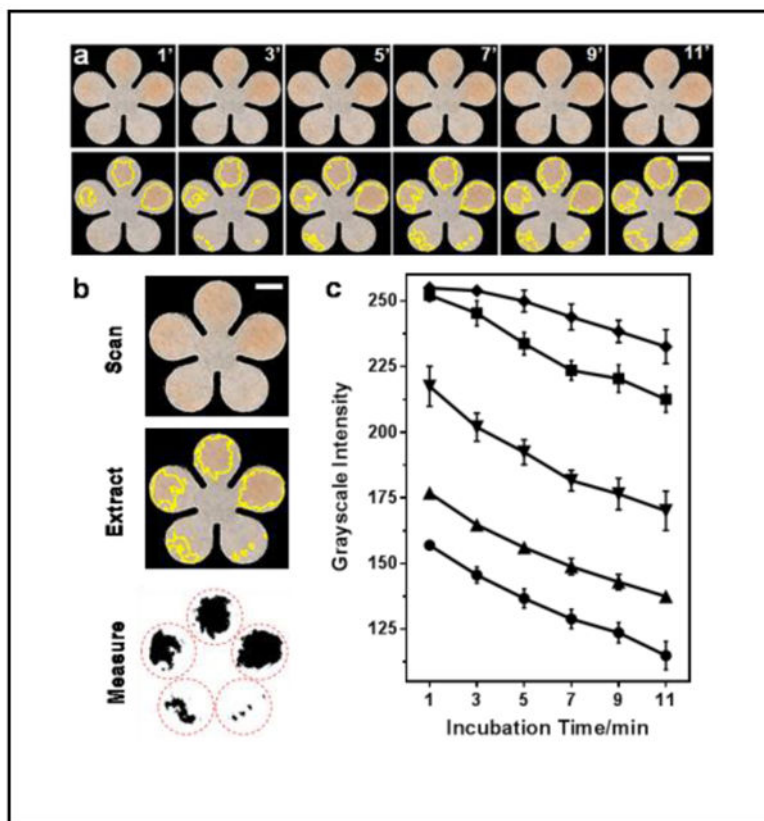 a 1' 3' 5' 7' 9' 11'
b
Scan
Extract
Measure
c
Grayscale Intensity
250
225
200
175
150
125
1 3 5 7 9 11
Incubation Time/min